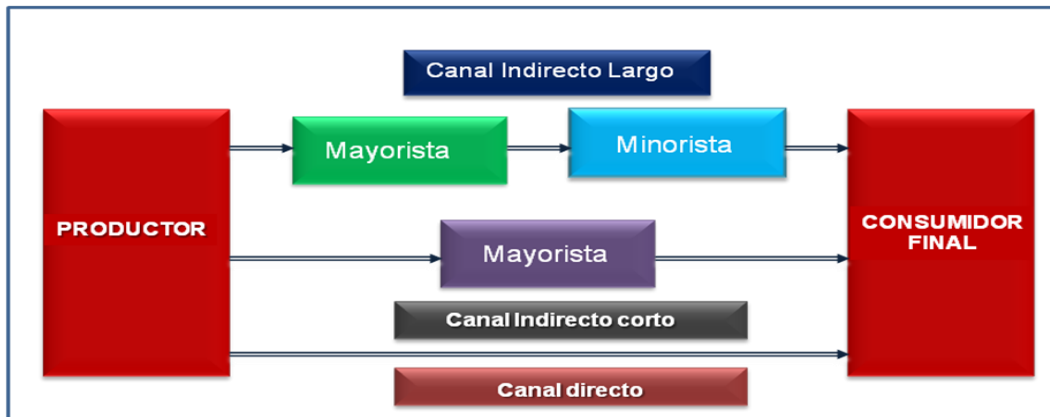 Canal Indirecto Largo
Mayorista
Minorista
PRODUCTOR
CONSUMIDOR
FINAL
Mayorista
Canal Indirecto corto
Canal directo